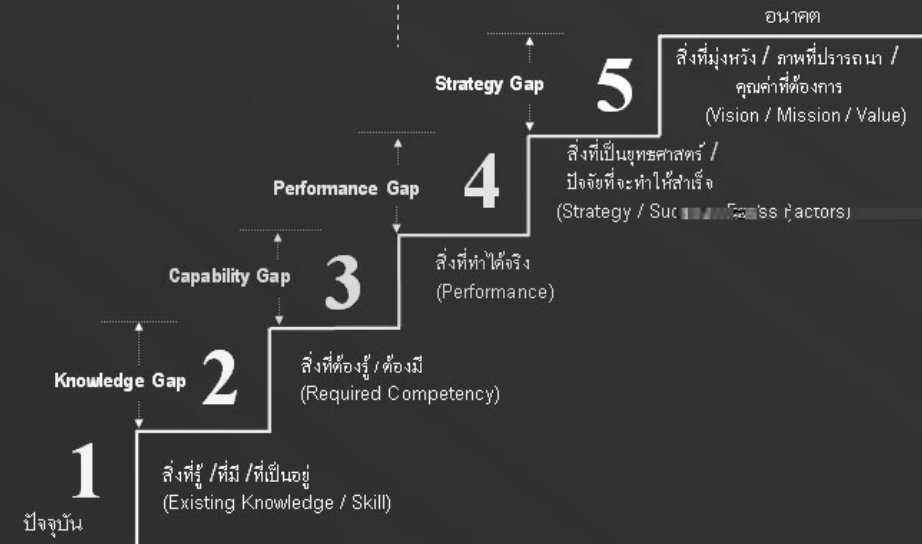 อนาคต
สิ่งที่มุ่งหวัง / ภาพที่ปรารถนา /
คุณค่าที่ต้องการ
(Vision / Mission / Value)
5
Strategy Gap
สิ่งที่เป็นยุทธศาสตร์ /
ปัจจัยที่จะทำให้สำเร็จ
(Strategy / Factors)
4
Performance Gap
สิ่งที่ทำได้จริง
(Performance)
3
Capability Gap
สิ่งที่ต้องรู้ / ต้องมี
(Required Competency)
2
Knowledge Gap
สิ่งที่รู้ /ที่มี /ที่เป็นอยู่
(Existing Knowledge / Skill)
1
ปัจจุบัน